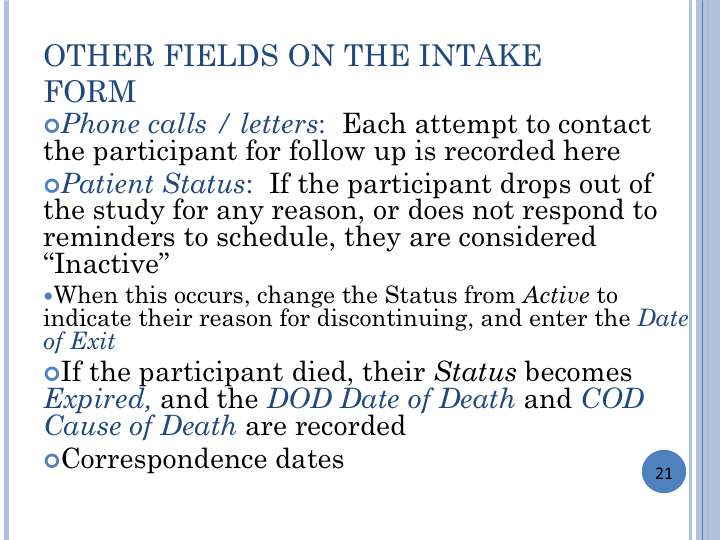 OTHER FIELDS ON THE INTAKE
FORM
Phone calls / letters:  Each attempt to contact
the participant for follow up is recorded here
Patient Status:  If the participant drops out of
the study for any reason, or does not respond to
reminders to schedule, they are considered
“Inactive”
•When this occurs, change the Status from Active to
indicate their reason for discontinuing, and enter the Date
of Exit
If the participant died, their Status becomes
Expired, and the DOD Date of Death and COD
Cause of Death are recorded
Correspondence dates
21